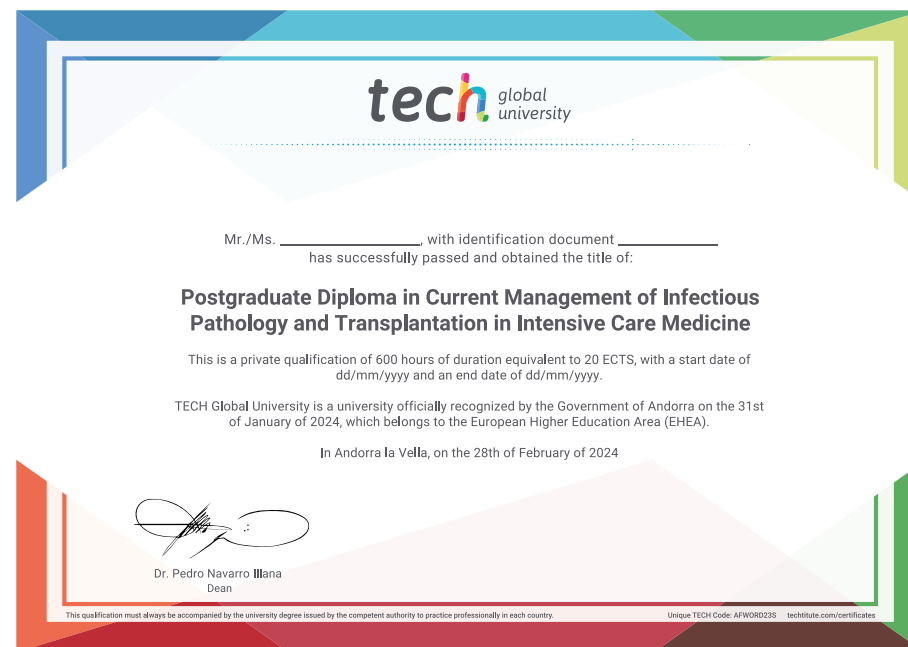 tech global university
Mr./Ms. ____________, with identification document ____________
has successfully passed and obtained the title of:
Postgraduate Diploma in Current Management of Infectious
Pathology and Transplantation in Intensive Care Medicine
This is a private qualification of 600 hours of duration equivalent to 20 ECTS, with a start date of
dd/mm/yyyy and an end date of dd/mm/yyyy.
TECH Global University is a university officially recognized by the Government of Andorra on the 31st
of January of 2024, which belongs to the European Higher Education Area (EHEA).
In Andorra la Vella, on the 28th of February of 2024
Dr. Pedro Navarro Illana
Dean
This qualification must always be accompanied by the university degree issued by the competent authority to practice professionally in each country.
Unique TECH Code: AFWORD23S techtitute.com/certificates